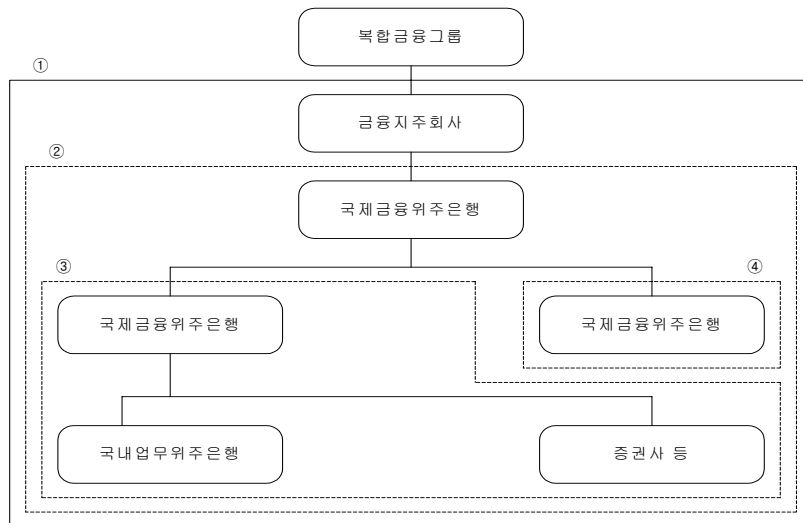 복합금융그룹
①
금융지주회사
②
국제금융위주은행
③
④
국제금융위주은행
국제금융위주은행
국내업무위주은행
증권사 등